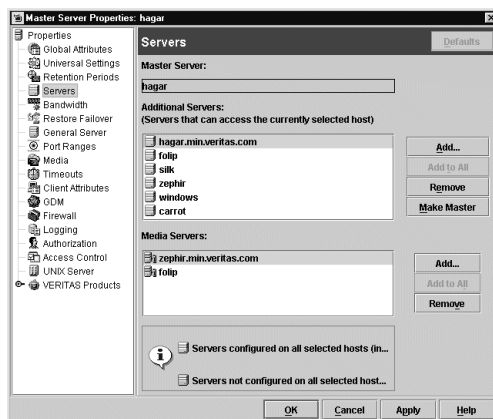 Master Server Properties: hagar
Properties
Global Attributes
Universal Settings
Retention Periods
Servers
Bandwidth
Restore Failover
General Server
Port Ranges
Media
Timeouts
Client Attributes
GDM
Firewall
Logging
Authorization
Access Control
UNIX Server
VERITAS Products
Servers
Defaults
Master Server:
hagar
Additional Servers:
(Servers that can access the currently selected host)
hagar.min.veritas.com
folip
silk
zephir
windows
carrot
Add...
Add to All
Remove
Make Master
Media Servers:
zephir.min.veritas.com
folip
Add...
Add to All
Remove
Servers configured on all selected hosts (in...
Servers not configured on all selected host...
OK
Cancel
Apply
Help